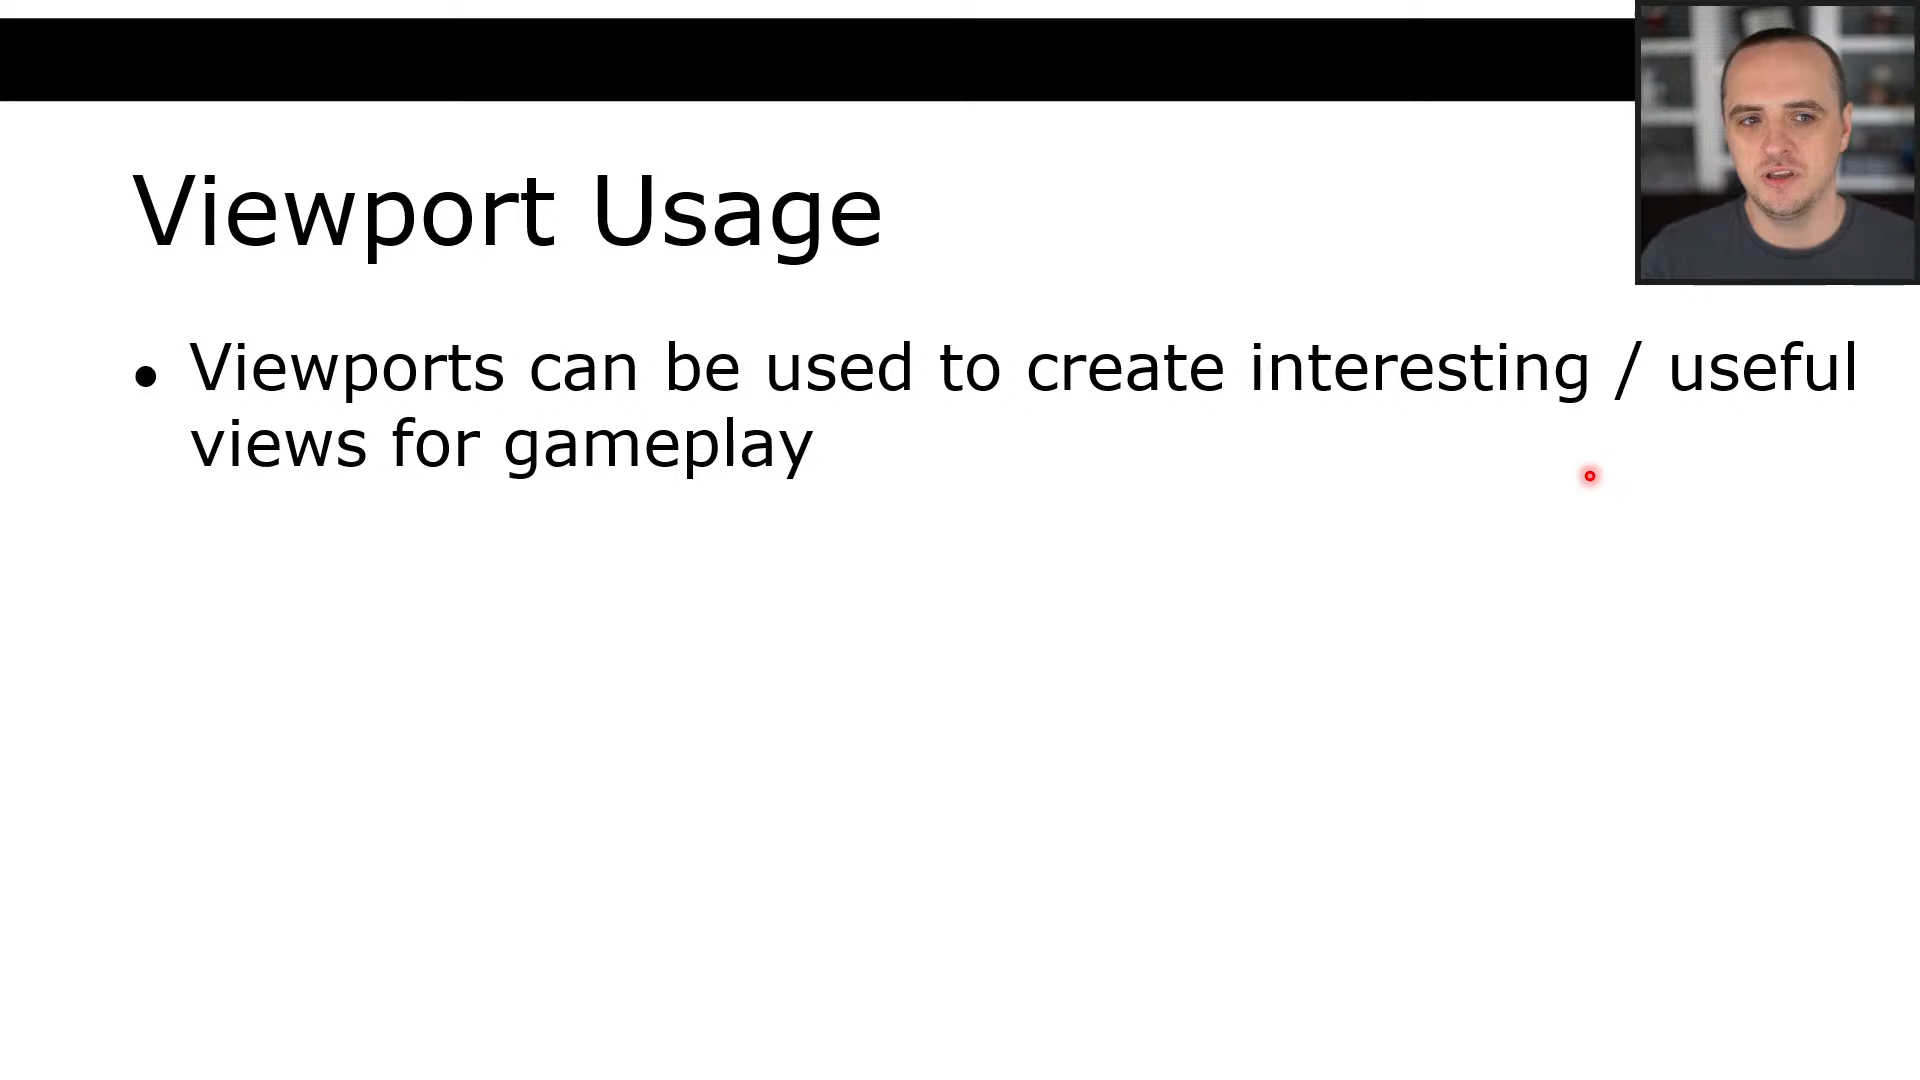 Viewport Usage
• Viewports can be used to create interesting / useful
views for gameplay